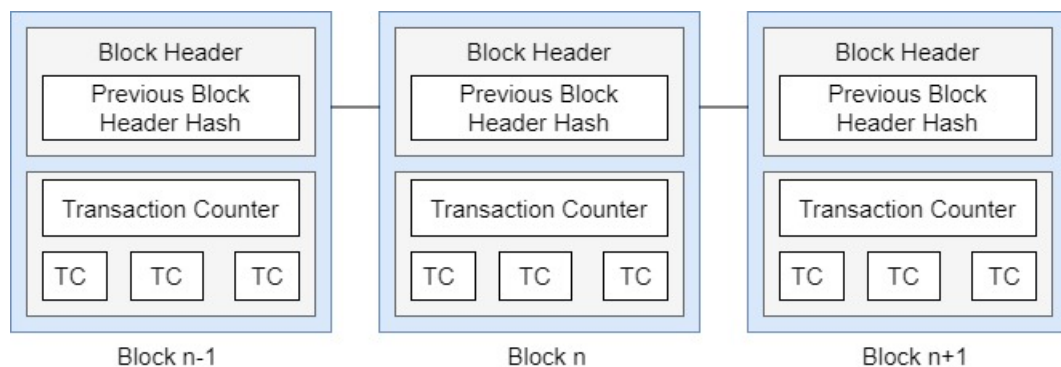 Block Header
Previous Block
Header Hash
Transaction Counter
TC TC TC
Block n-1
Block Header
Previous Block
Header Hash
Transaction Counter
TC TC TC
Block n
Block Header
Previous Block
Header Hash
Transaction Counter
TC TC TC
Block n+1